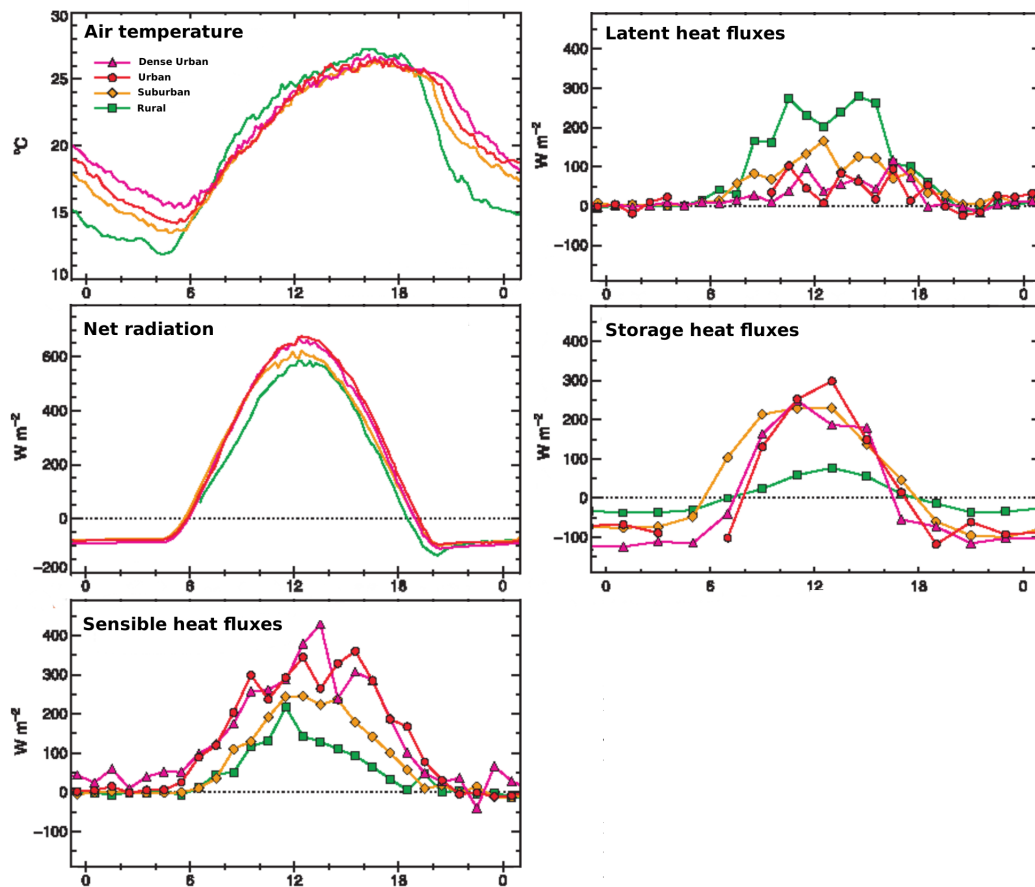 Air temperature
Dense Urban
Urban
Suburban
Rural
30
25
20
15
10
°C
0 6 12 18 0
Latent heat fluxes
400
300
200
100
0
−100
W m⁻²
0 6 12 18 0
Net radiation
600
400
200
0
−200
W m⁻²
0 6 12 18 0
Storage heat fluxes
400
300
200
100
0
−100
W m⁻²
0 6 12 18 0
Sensible heat fluxes
400
300
200
100
0
−100
W m⁻²
0 6 12 18 0